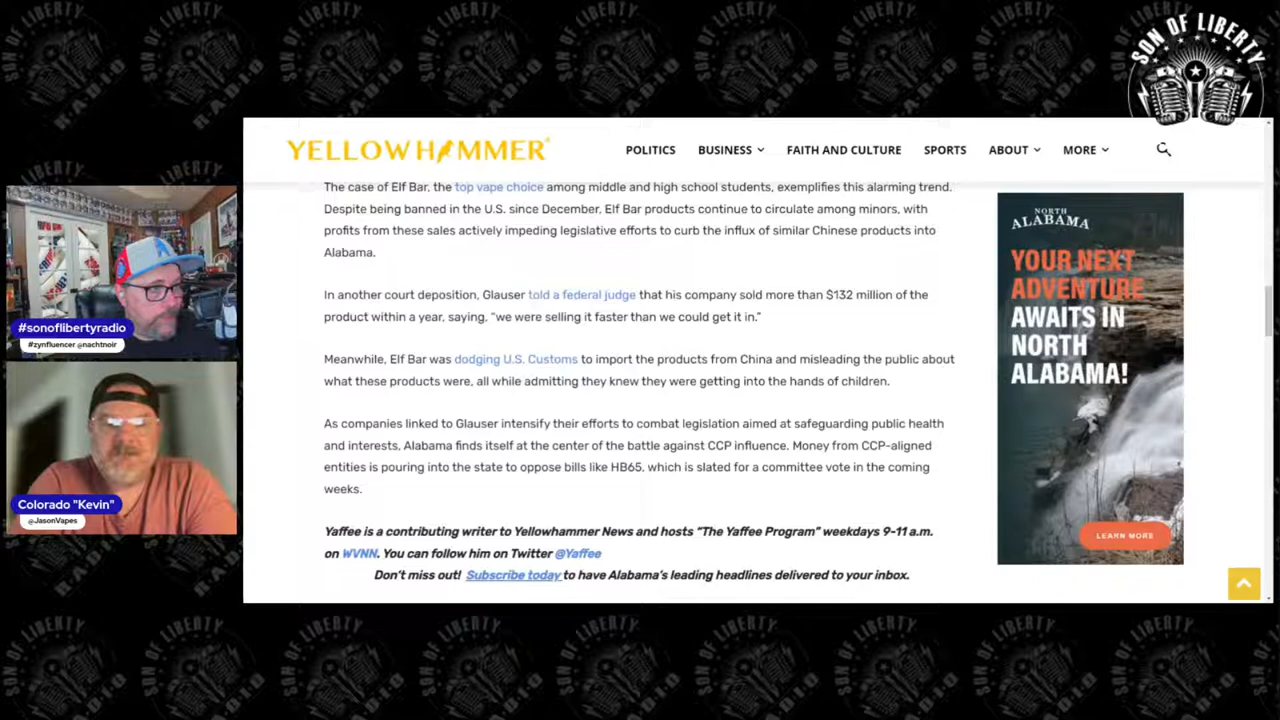 SON OF LIBERTY
YELLOWHAMMER
POLITICS
BUSINESS
FAITH AND CULTURE
SPORTS
ABOUT
MORE
The case of Elf Bar, the top vape choice among middle and high school students, exemplifies this alarming trend.
Despite being banned in the U.S. since December, Elf Bar products continue to circulate among minors, with
profits from these sales actively impeding legislative efforts to curb the influx of similar Chinese products into
Alabama.
In another court deposition, Glauser told a federal judge that his company sold more than $132 million of the
product within a year, saying, “we were selling it faster than we could get it in.”
Meanwhile, Elf Bar was dodging U.S. Customs to import the products from China and misleading the public about
what these products were, all while admitting they knew they were getting into the hands of children.
As companies linked to Glauser intensify their efforts to combat legislation aimed at safeguarding public health
and interests, Alabama finds itself at the center of the battle against CCP influence. Money from CCP-aligned
entities is pouring into the state to oppose bills like HB65, which is slated for a committee vote in the coming
weeks.
Yaffee is a contributing writer to Yellowhammer News and hosts “The Yaffee Program” weekdays 9-11 a.m.
on WVNN. You can follow him on Twitter @Yaffee
Don’t miss out! Subscribe today to have Alabama’s leading headlines delivered to your inbox.
NORTH
ALABAMA
YOUR NEXT
ADVENTURE
AWAITS IN
NORTH
ALABAMA!
LEARN MORE
#sonoflibertyradio
#zynfluencer @nachtnoir
Colorado "Kevin"
@JasonVapes